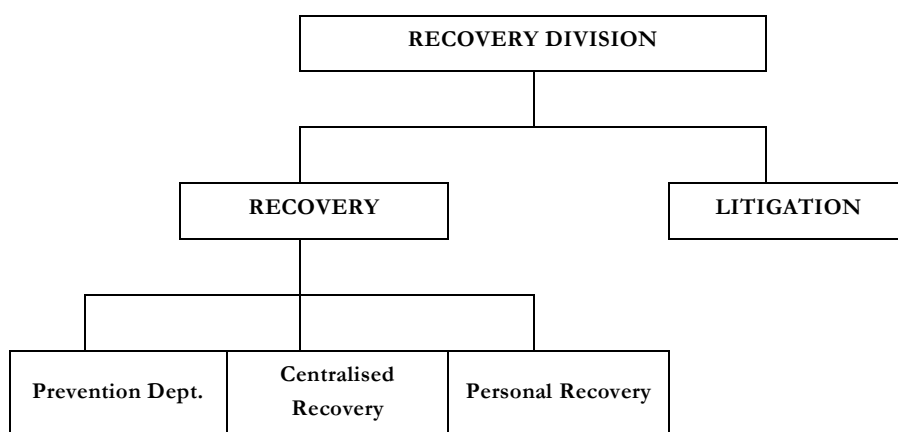 RECOVERY DIVISION
RECOVERY
LITIGATION
Prevention Dept.
Centralised
Recovery
Personal Recovery